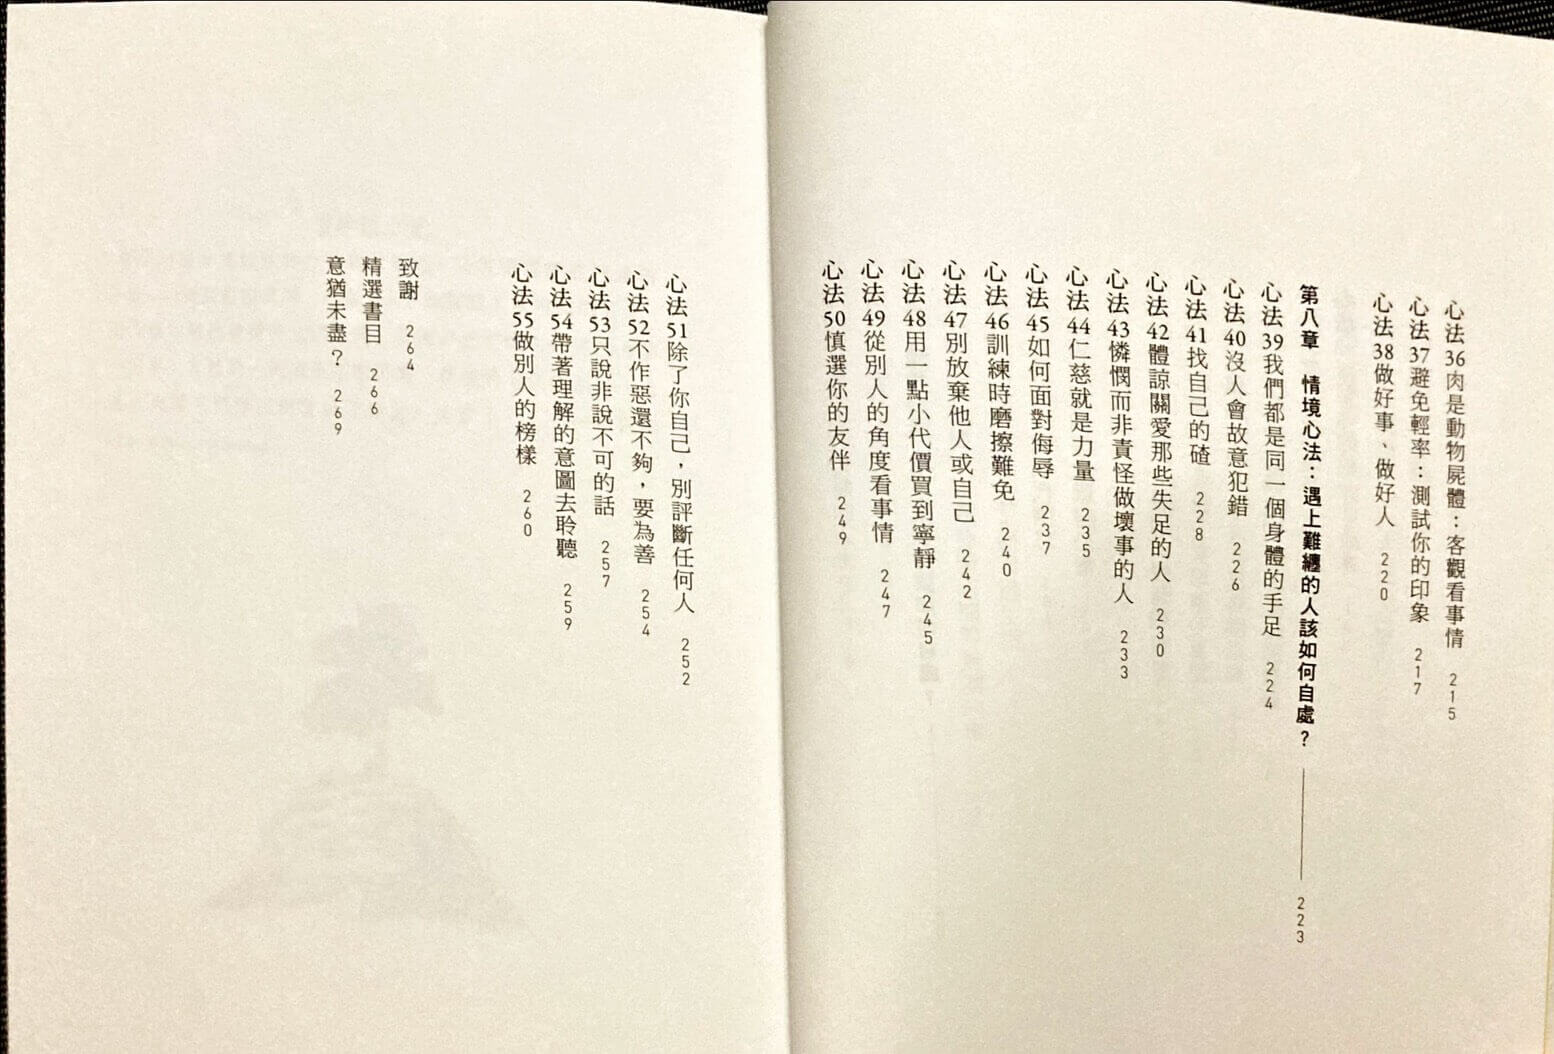 心法36肉是動物屍體：客觀看事情 215
心法37避免輕率：測試你的印象 217
心法38做好事、做好人 220
第八章 情境心法：遇上難纏的人該如何自處？ 223
心法39我們都是同一個身體的手足 224
心法40沒人會故意犯錯 226
心法41找自己的碴 228
心法42體諒關愛那些失足的人 230
心法43憐憫而非責怪做壞事的人 233
心法44仁慈就是力量 235
心法45如何面對侮辱 237
心法46訓練時磨擦難免 240
心法47別放棄他人或自己 242
心法48用一點小代價買到寧靜 245
心法49從別人的角度看事情 247
心法50慎選你的友伴 249
心法51除了你自己，別評斷任何人 252
心法52不作惡還不夠，要為善 254
心法53只說非說不可的話 257
心法54帶著理解的意圖去聆聽 259
心法55做別人的榜樣 260
致謝 264
精選書目 266
意猶未盡？ 269